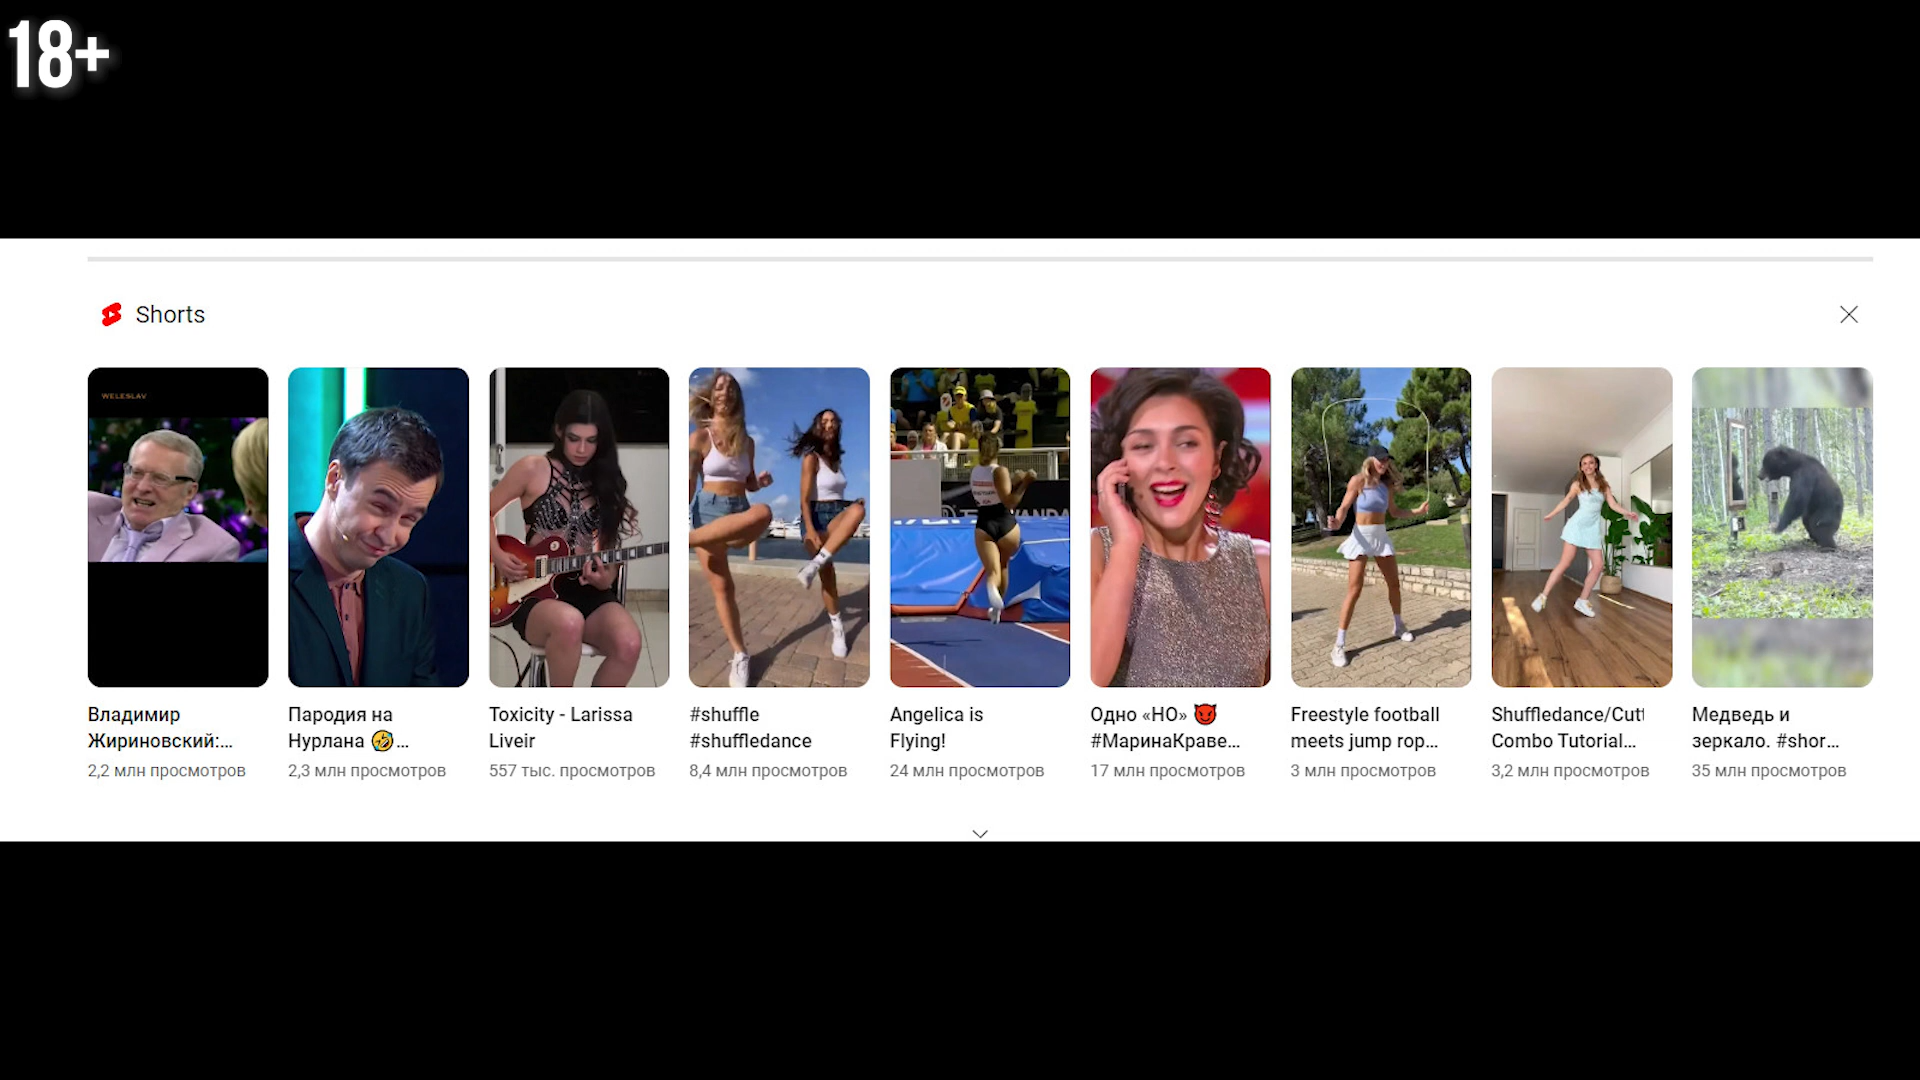 18+
Shorts
WELESLAV
Владимир
Жириновский:...
2,2 млн просмотров
Пародия на
Нурлана 🤣...
2,3 млн просмотров
Toxicity - Larissa
Liveir
557 тыс. просмотров
#shuffle
#shuffledance
8,4 млн просмотров
Angelica is
Flying!
24 млн просмотров
Одно «НО» 😈
#МаринаКраве...
17 млн просмотров
Freestyle football
meets jump rop...
3 млн просмотров
Shuffledance/Cut
Combo Tutorial...
3,2 млн просмотров
Медведь и
зеркало. #shor...
35 млн просмотров